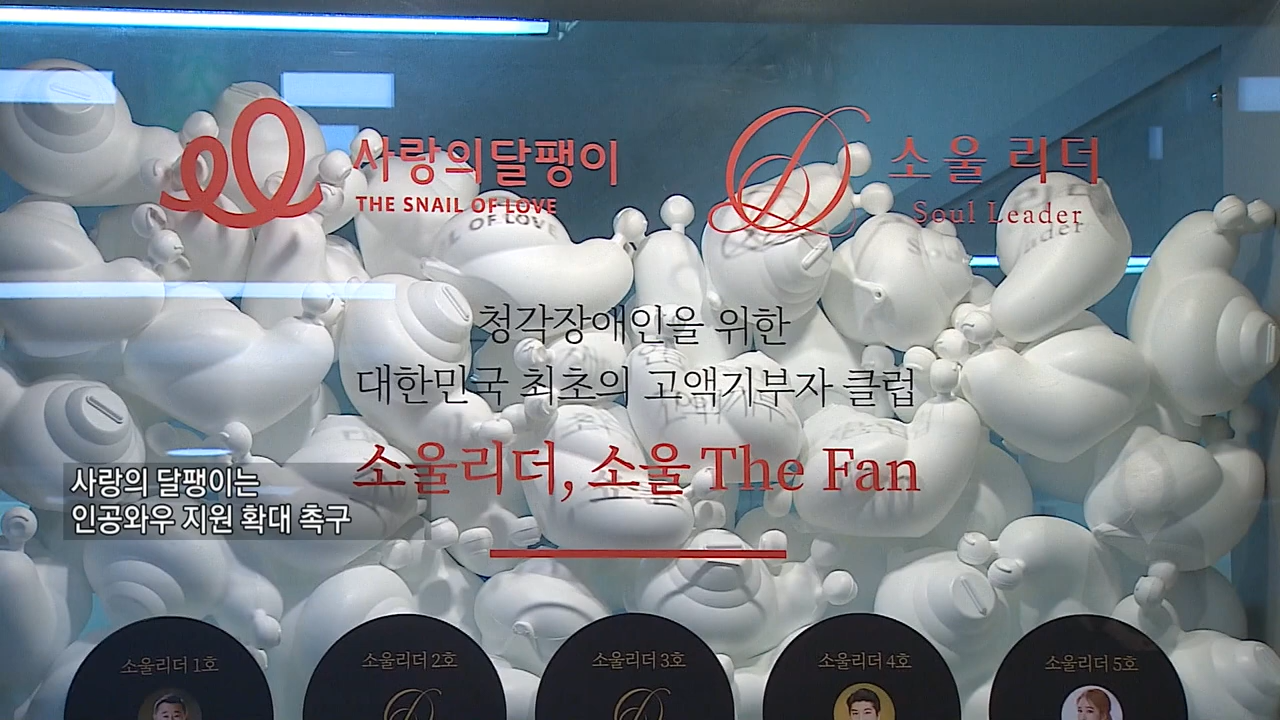 사랑의달팽이
THE SNAIL OF LOVE
소울 리더
Soul Leader
청각장애인을 위한
대한민국 최초의 고액기부자 클럽
소울리더, 소울 The Fan
사랑의 달팽이는
인공와우 지원 확대 촉구
소울리더 1호
소울리더 2호
소울리더 3호
소울리더 4호
소울리더 5호